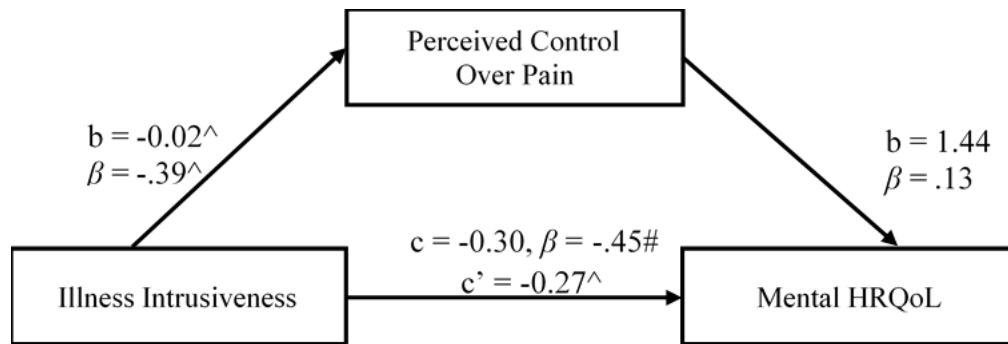 Perceived Control
Over Pain
b = -0.02^
β = -.39^
b = 1.44
β = .13
c = -0.30, β = -.45#
c’ = -0.27^
Illness Intrusiveness
Mental HRQoL